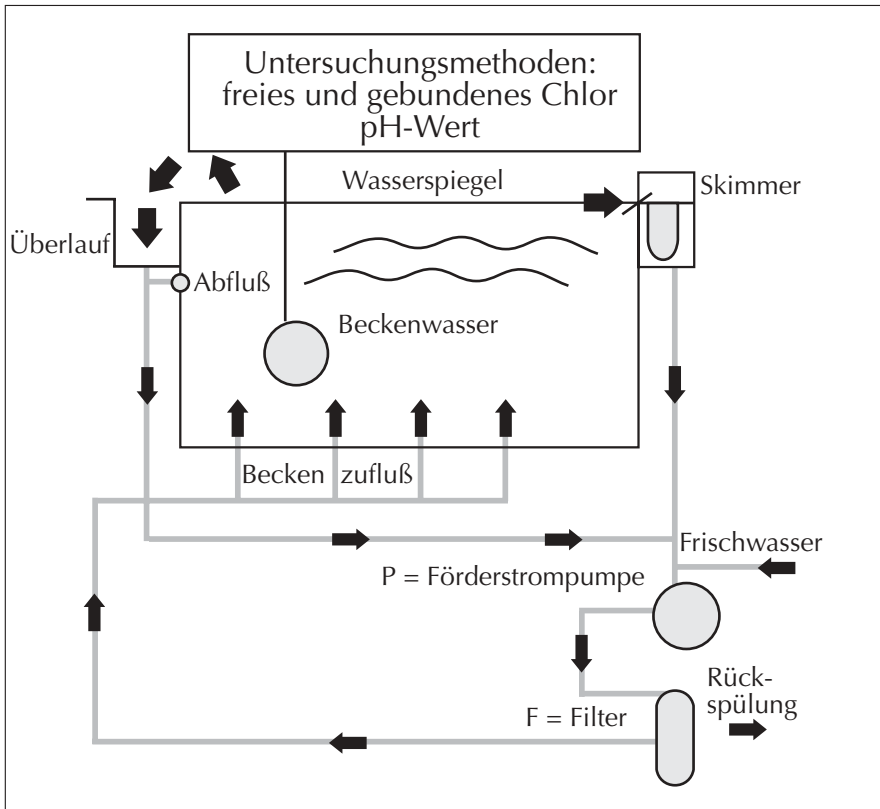 Untersuchungsmethoden:
freies und gebundenes Chlor
pH-Wert
Wasserspiegel
Skimmer
Überlauf
Abfluß
Beckenwasser
Becken zufluß
Frischwasser
P = Förderstrompumpe
Rück-
spülung
F = Filter